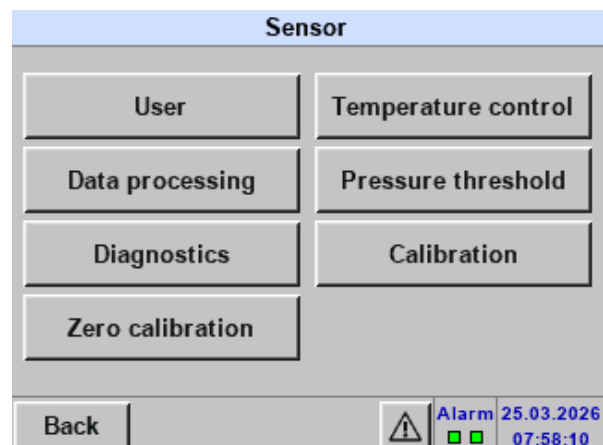 Sensor
User
Temperature control
Data processing
Pressure threshold
Diagnostics
Calibration
Zero calibration
Back
Alarm
25.03.2026
07:58:10